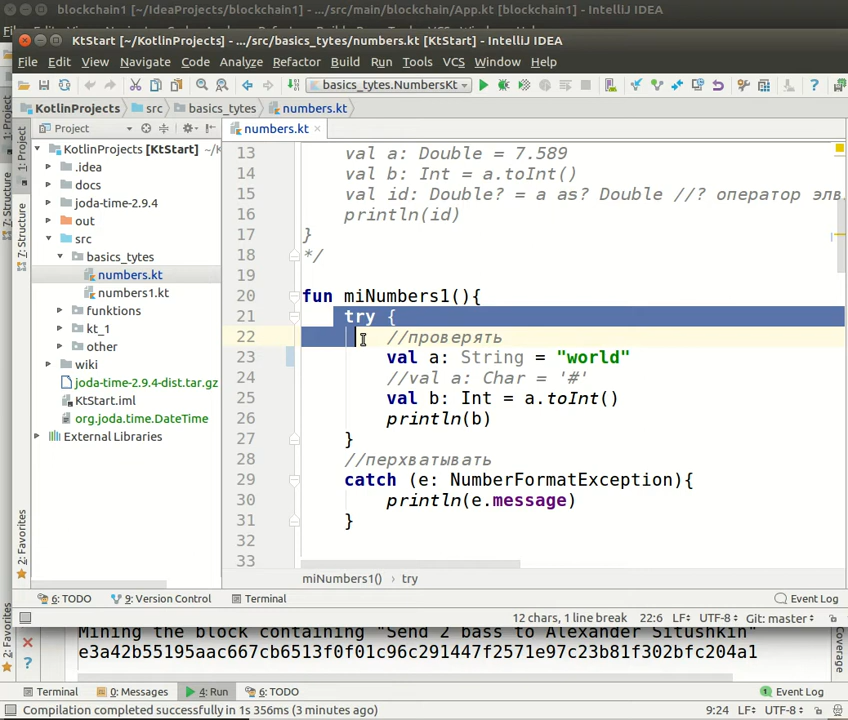 blockchain1 [~/IdeaProjects/blockchain1] - .../src/main/blockchain/App.kt [blockchain1] - IntelliJ IDEA
KtStart [~/KotlinProjects] - .../src/basics_tytes/numbers.kt [KtStart] - IntelliJ IDEA
File Edit View Navigate Code Analyze Refactor Build Run Tools VCS Window Help
basics_tytes.NumbersKt
KotlinProjects src basics_tytes numbers.kt
Project
numbers.kt
KotlinProjects [KtStart] ~/K
.idea
docs
joda-time-2.9.4
out
src
basics_tytes
numbers.kt
numbers1.kt
funktions
kt_1
other
wiki
joda-time-2.9.4-dist.tar.gz
KtStart.iml
org.joda.time.DateTime
External Libraries
1: Project
7: Structure
2: Favorites
13 val a: Double = 7.589
14 val b: Int = a.toInt()
15 val id: Double? = a as? Double //? оператор элв
16 println(id)
17 }
18 */
19
20 fun miNumbers1(){
21 try {
22 //проверять
23 val a: String = "world"
24 //val a: Char = '#'
25 val b: Int = a.toInt()
26 println(b)
27 }
28 //перхватывать
29 catch (e: NumberFormatException){
30 println(e.message)
31 }
32
33
miNumbers1() try
6: TODO 9: Version Control Terminal Event Log
12 chars, 1 line break 22:6 LF UTF-8 Git: master
Mining the block containing "Send 2 bass to Alexander Situshkin"
e3a42b55195aac667cb6513f0f01c96c291447f2571e97c23b81f302bfc204a1
Coverage
Terminal 0: Messages 4: Run 6: TODO 1 Event Log
Compilation completed successfully in 1s 356ms (3 minutes ago) 9:24 LF UTF-8